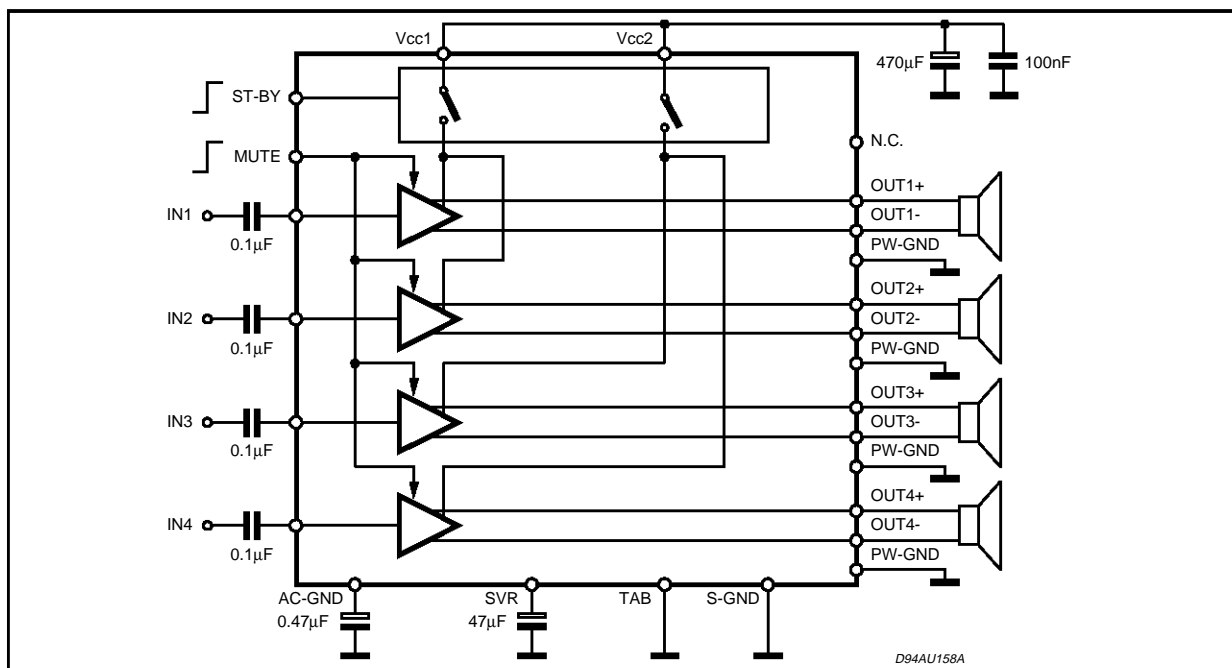 Vcc1
Vcc2
470μF
100nF
ST-BY
MUTE
N.C.
IN1
0.1μF
OUT1+
OUT1-
PW-GND
IN2
0.1μF
OUT2+
OUT2-
PW-GND
IN3
0.1μF
OUT3+
OUT3-
PW-GND
IN4
0.1μF
OUT4+
OUT4-
PW-GND
AC-GND
0.47μF
SVR
47μF
TAB
S-GND
D94AU158A